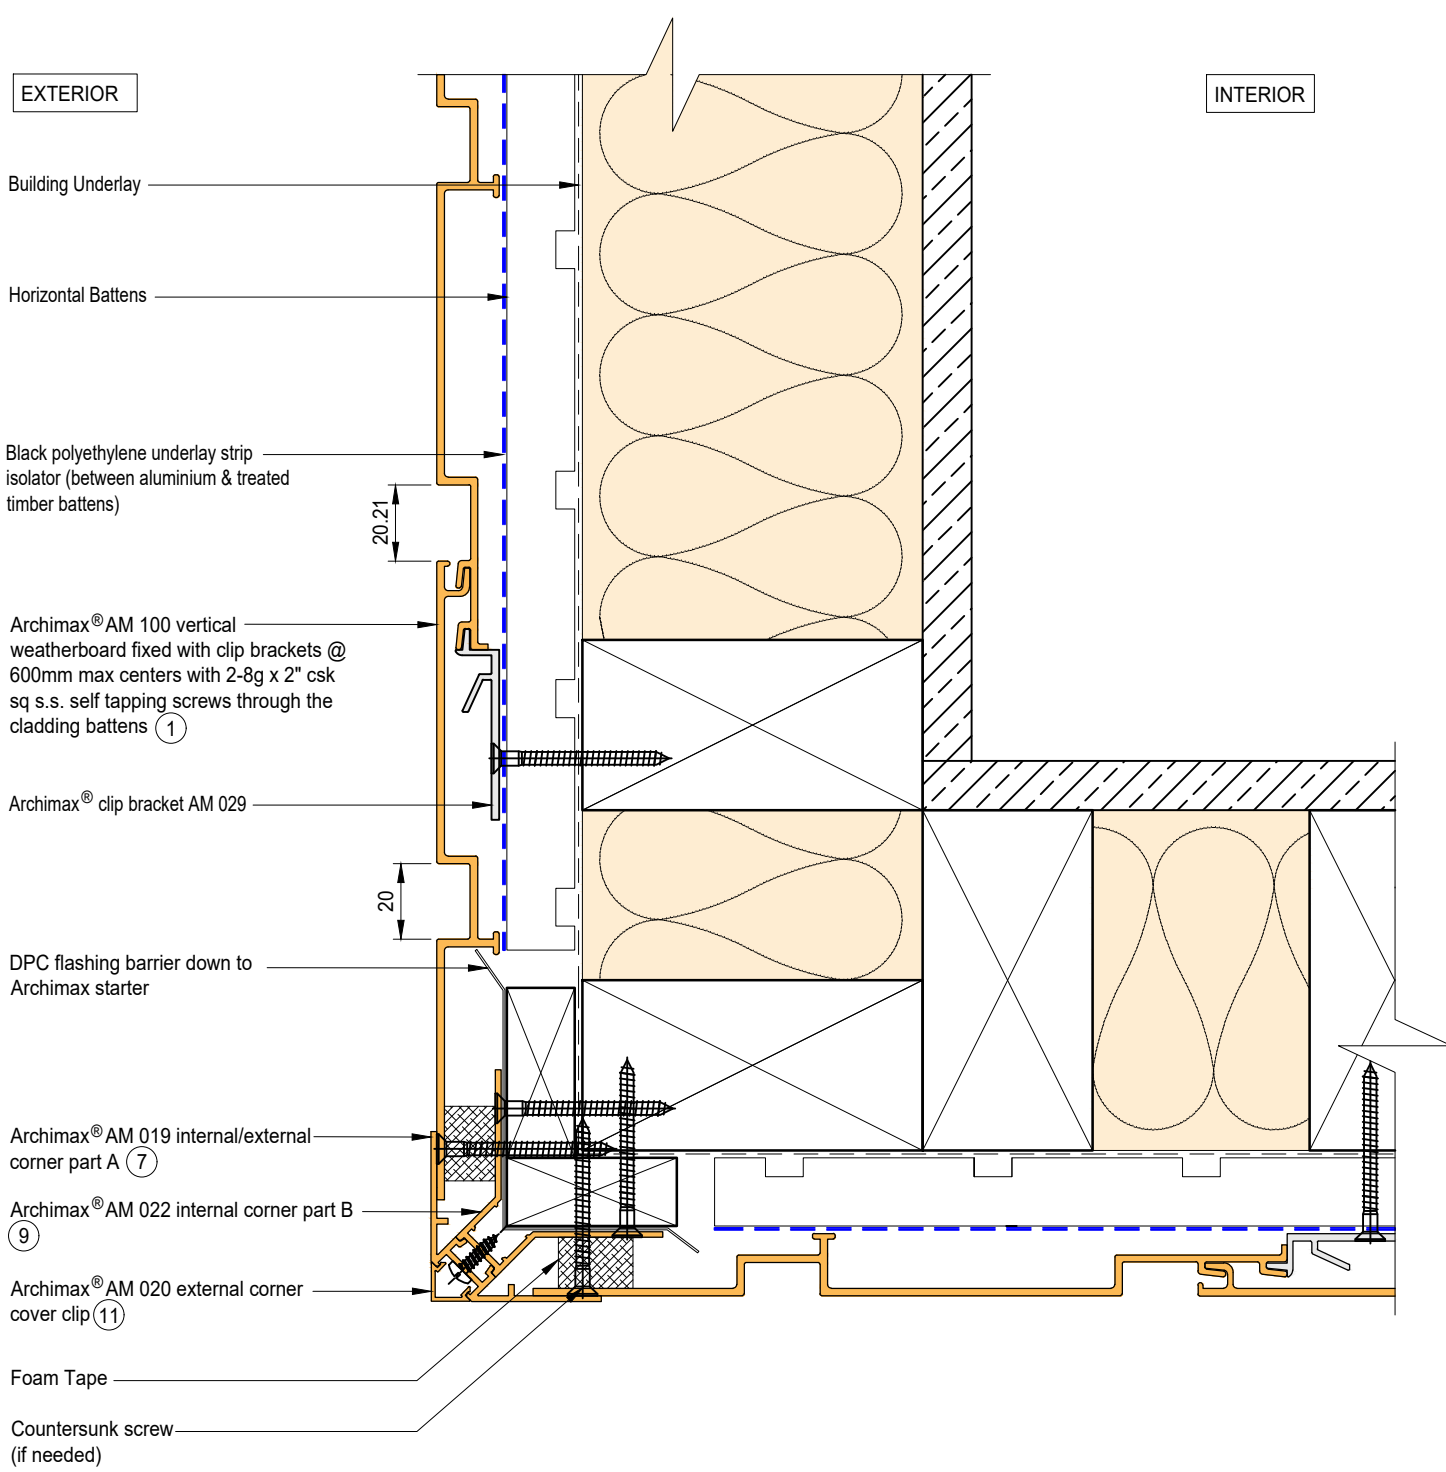 EXTERIOR
INTERIOR
Building Underlay
Horizontal Battens
Black polyethylene underlay strip
isolator (between aluminium & treated
timber battens)
20.21
Archimax® AM 100 vertical
weatherboard fixed with clip brackets @
600mm max centers with 2-8g x 2" csk
sq s.s. self tapping screws through the
cladding battens 1
Archimax® clip bracket AM 029
20
DPC flashing barrier down to
Archimax starter
Archimax® AM 019 internal/external
corner part A 7
Archimax® AM 022 internal corner part B
9
Archimax® AM 020 external corner
cover clip 11
Foam Tape
Countersunk screw
(if needed)